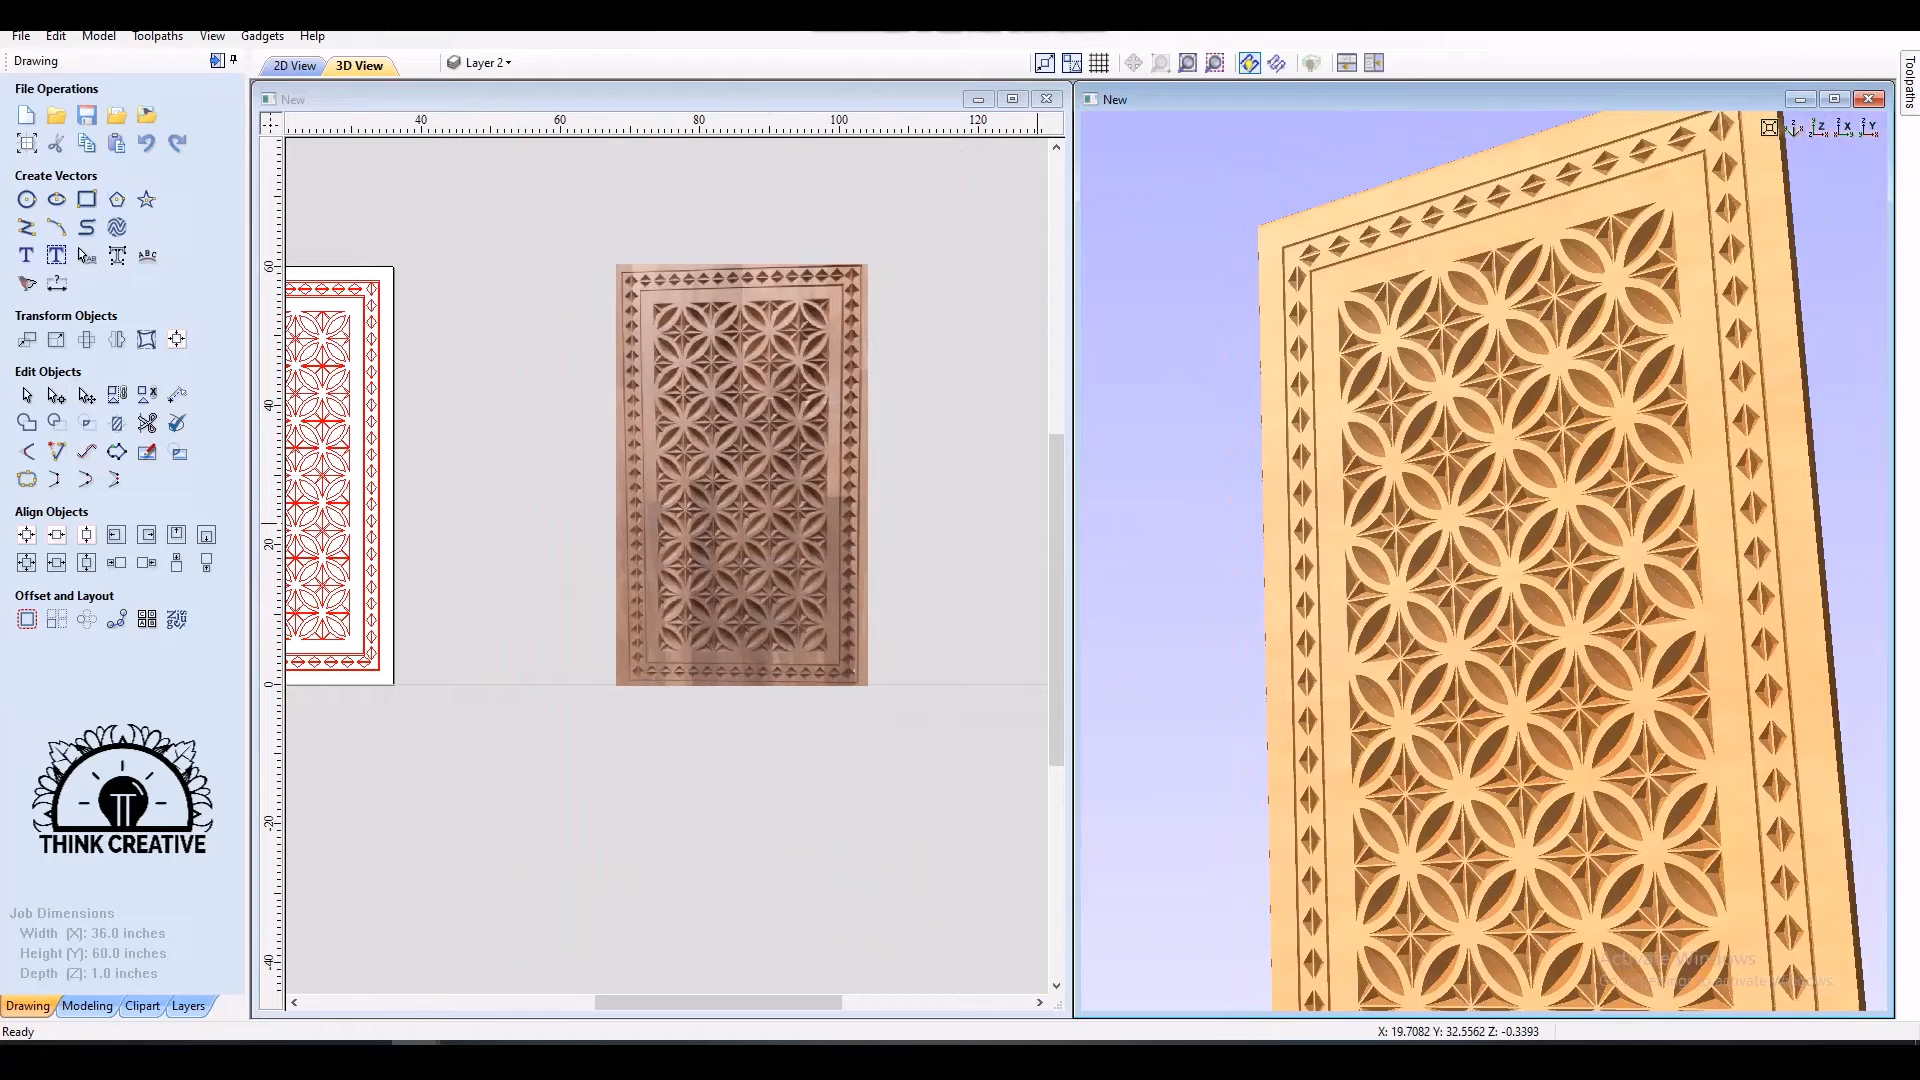 File Edit Model Toolpaths View Gadgets Help
Drawing
2D View
3D View
Layer 2
Toolpaths
File Operations
New
New
40 60 80 100 120
Create Vectors
Transform Objects
Edit Objects
Align Objects
Offset and Layout
60
40
20
0
-20
-40
THINK CREATIVE
Job Dimensions
Width (X): 36.0 inches
Height (Y): 60.0 inches
Depth (Z): 1.0 inches
Activate Windows
Drawing Modeling Clipart Layers
Ready
X: 19.7082 Y: 32.5562 Z: -0.3393